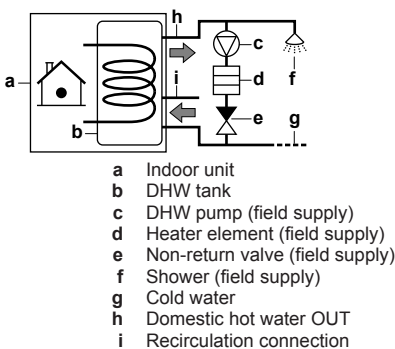 h
c
a
i
d
f
b
e
g
a Indoor unit
b DHW tank
c DHW pump (field supply)
d Heater element (field supply)
e Non-return valve (field supply)
f Shower (field supply)
g Cold water
h Domestic hot water OUT
i Recirculation connection